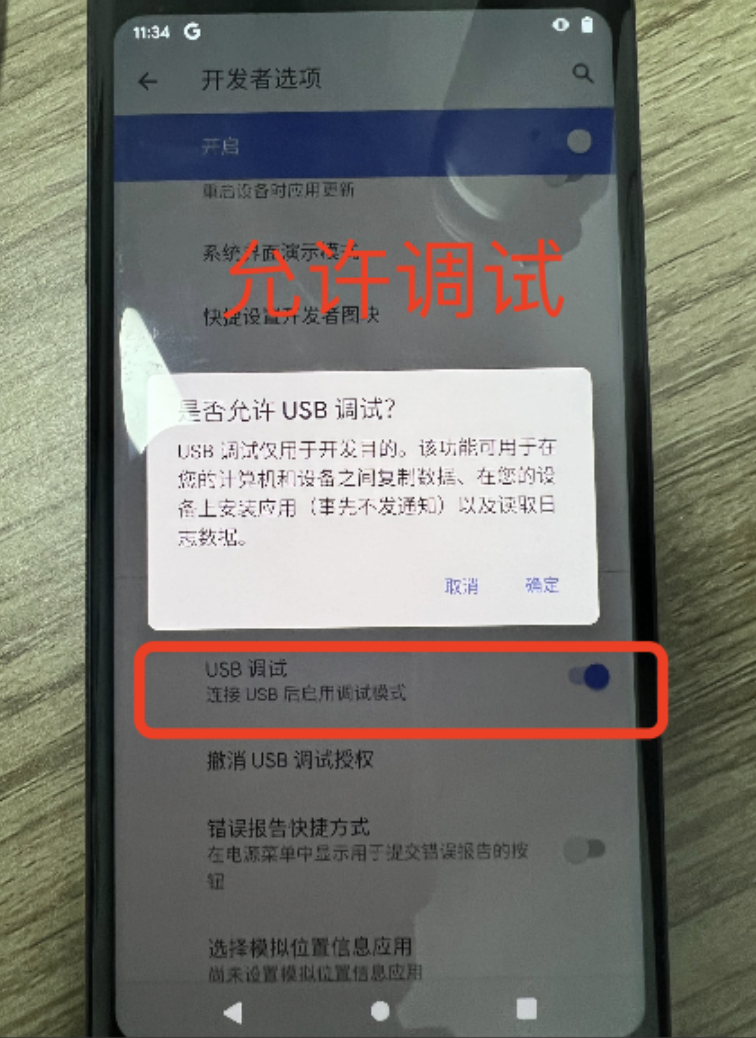 11:34 G
开发者选项
开启
重启设备时应用更新
系统界面演示模式
允许调试
快捷设置开发者图块
是否允许 USB 调试？
USB 调试仅用于开发目的。该功能可用于在
您的计算机和设备之间复制数据、在您的设
备上安装应用（事先不发通知）以及读取日
志数据。
取消 确定
USB 调试
连接 USB 后启用调试模式
撤消 USB 调试授权
错误报告快捷方式
在电源菜单中显示用于提交错误报告的按
钮
选择模拟位置信息应用
尚未设置模拟位置信息应用